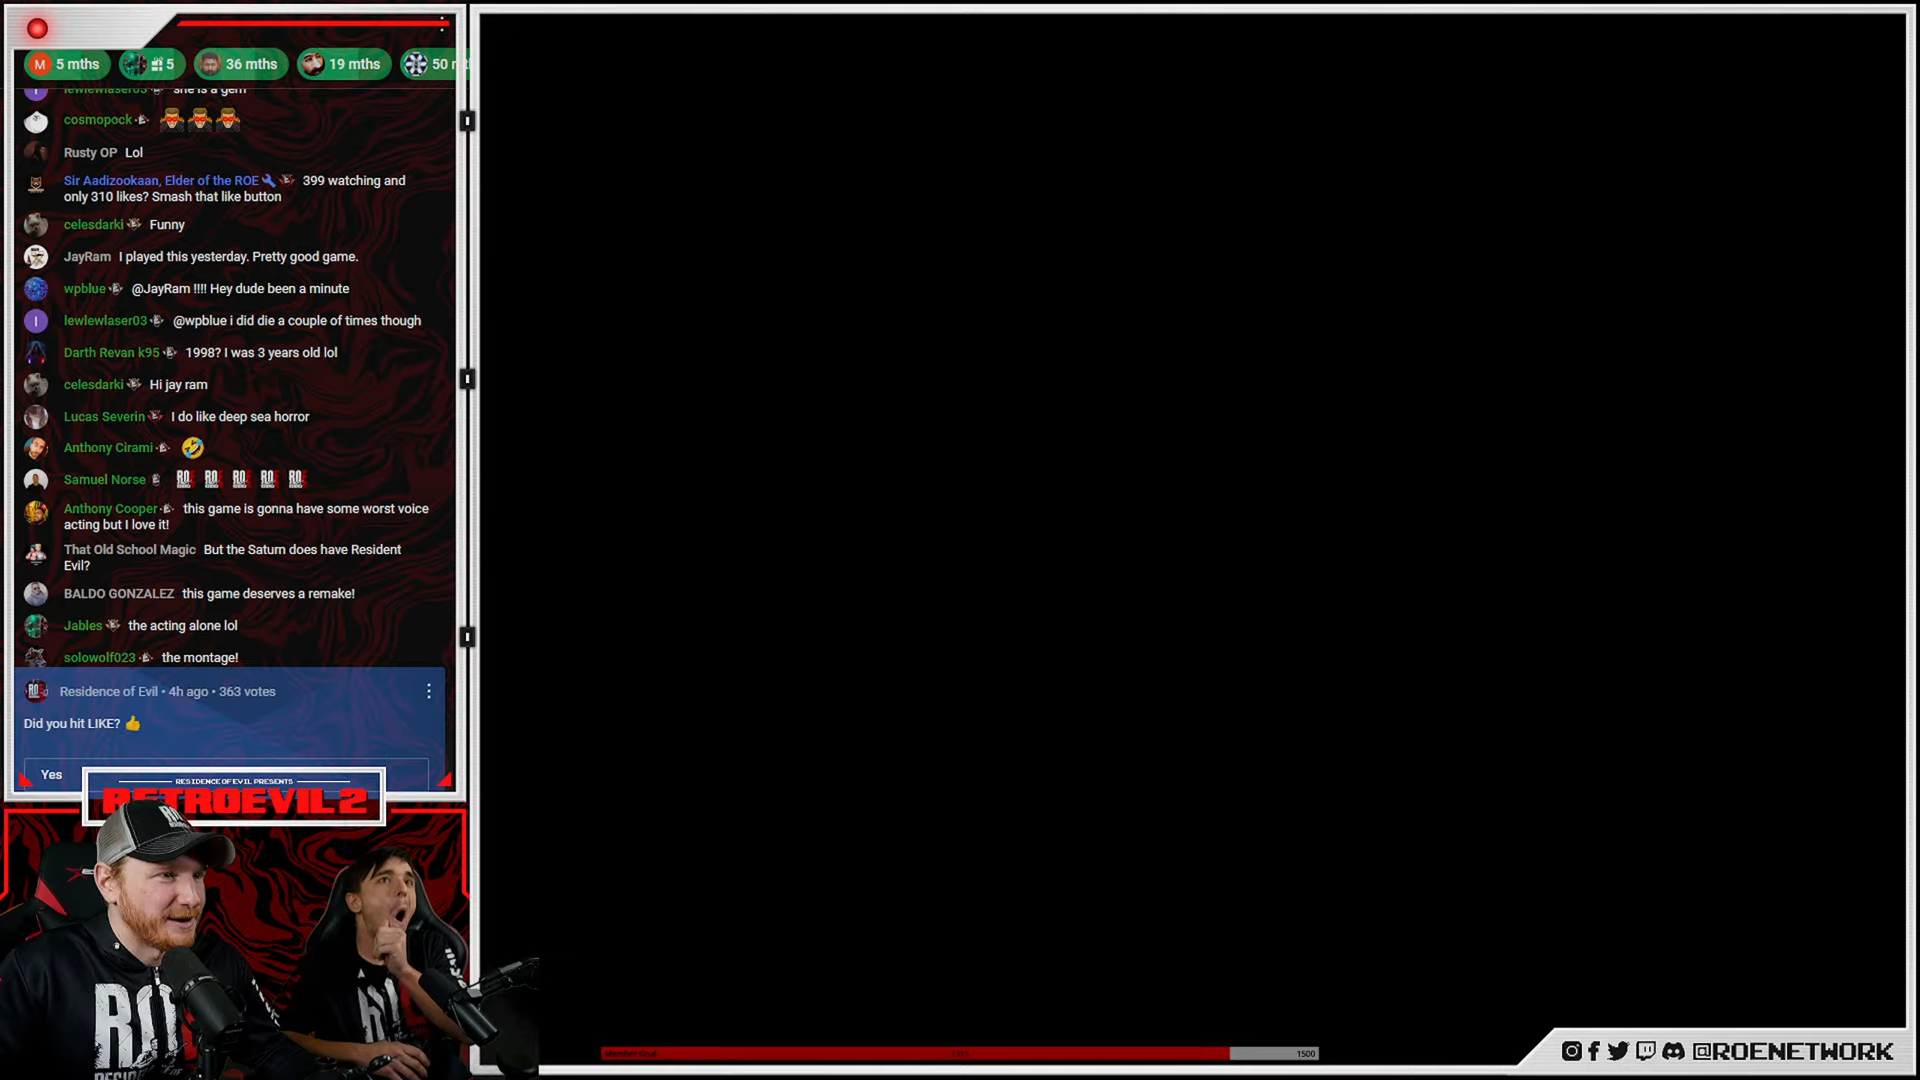 M 5 mths 5 36 mths 19 mths 50
lewlewlaser03 she is a gem
cosmopock
Rusty OP Lol
Sir Aadizookaan, Elder of the ROE 399 watching and
only 310 likes? Smash that like button
celesdarki Funny
JayRam I played this yesterday. Pretty good game.
wpblue @JayRam !!!! Hey dude been a minute
lewlewlaser03 @wpblue i did die a couple of times though
Darth Revan k95 1998? I was 3 years old lol
celesdarki Hi jay ram
Lucas Severin I do like deep sea horror
Anthony Cirami
Samuel Norse
Anthony Cooper this game is gonna have some worst voice
acting but I love it!
That Old School Magic But the Saturn does have Resident
Evil?
BALDO GONZALEZ this game deserves a remake!
Jables the acting alone lol
solowolf023 the montage!
Residence of Evil • 4h ago • 363 votes
Did you hit LIKE?
Yes
RESIDENCE OF EVIL PRESENTS
RETROEVIL 2
Member Goal
1500
@ROENETWORK